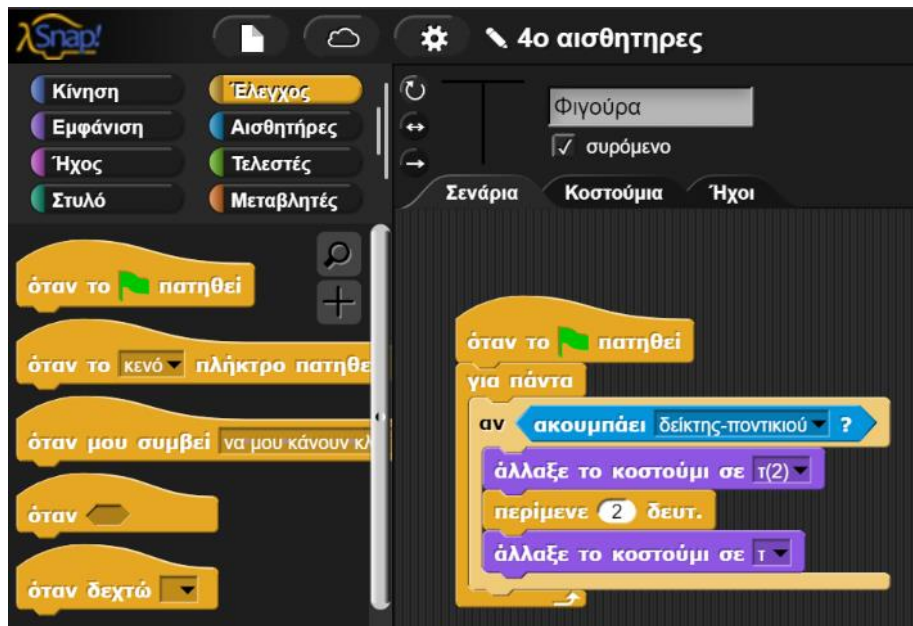 λSnap!
4ο αισθητηρες
Κίνηση
Έλεγχος
Εμφάνιση
Αισθητήρες
Ήχος
Τελεστές
Στυλό
Μεταβλητές
Φιγούρα
συρόμενο
Σενάρια
Κοστούμια
Ήχοι
όταν το πατηθεί
όταν το κενό πλήκτρο πατηθε
όταν μου συμβεί να μου κάνουν κλ
όταν
όταν δεχτώ
όταν το πατηθεί
για πάντα
αν ακουμπάει δείκτης-ποντικιού ?
άλλαξε το κοστούμι σε τ(2)
περίμενε 2 δευτ.
άλλαξε το κοστούμι σε τ